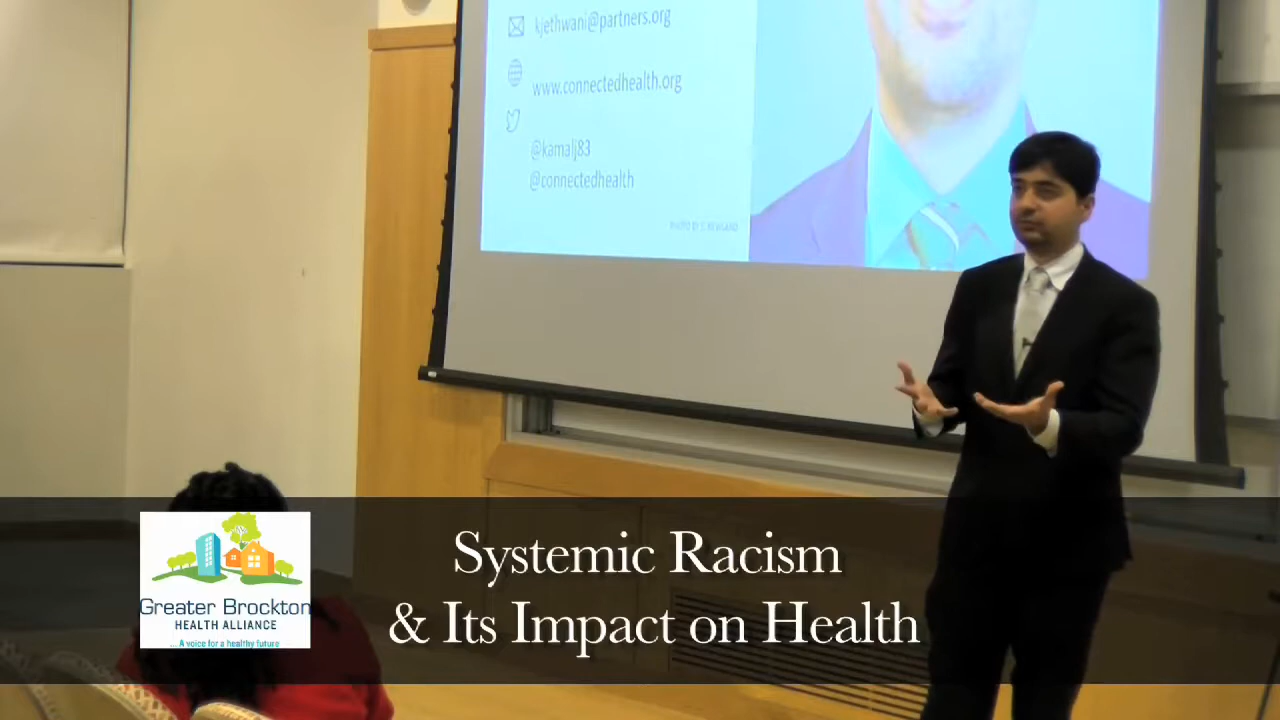 kjethwani@partners.org
www.connectedhealth.org
@kamalj83
@connectedhealth
Systemic Racism
& Its Impact on Health
Greater Brockton
HEALTH ALLIANCE
... A voice for a healthy future